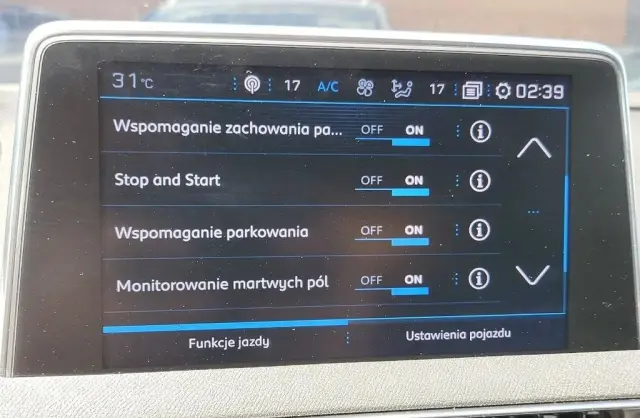 31°C 17 A/C 17 02:39
Wspomaganie zachowania pa... OFF ON
Stop and Start OFF ON
Wspomaganie parkowania OFF ON
Monitorowanie martwych pól OFF ON
Funkcje jazdy Ustawienia pojazdu